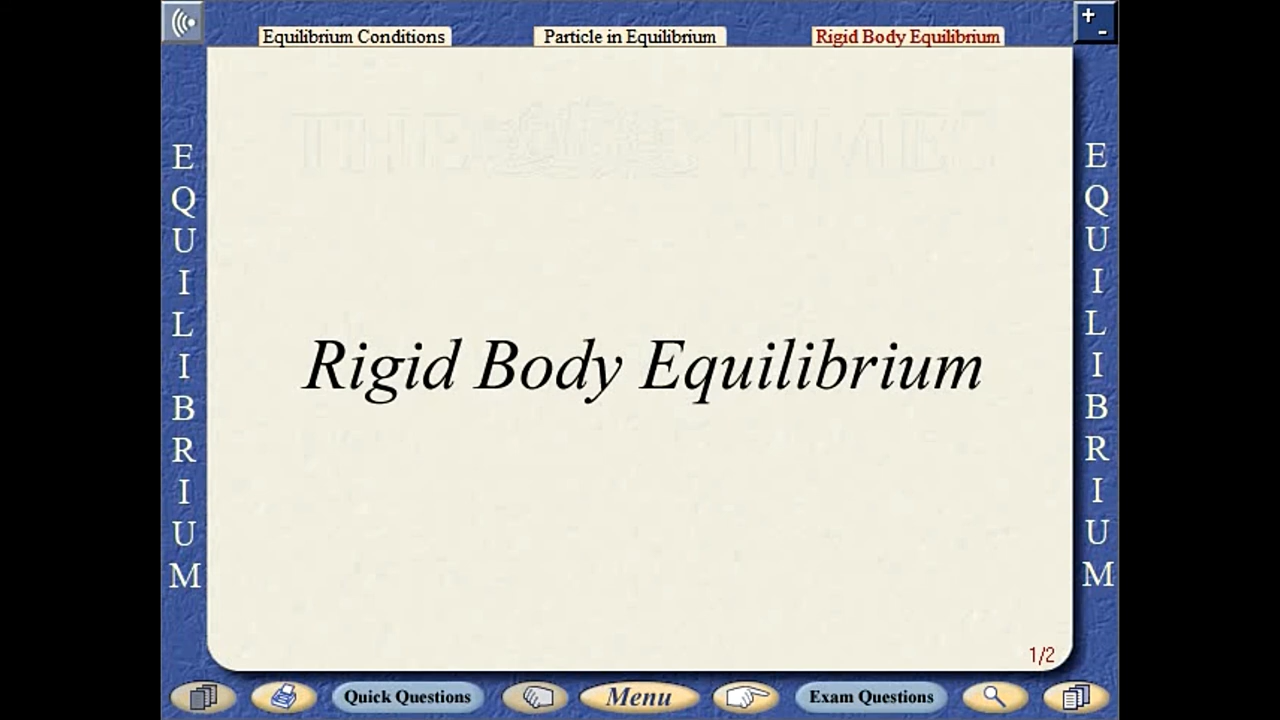 Equilibrium Conditions
Particle in Equilibrium
Rigid Body Equilibrium
+
-
EQUILIBRIUM
EQUILIBRIUM
Rigid Body Equilibrium
1/2
Quick Questions
Menu
Exam Questions